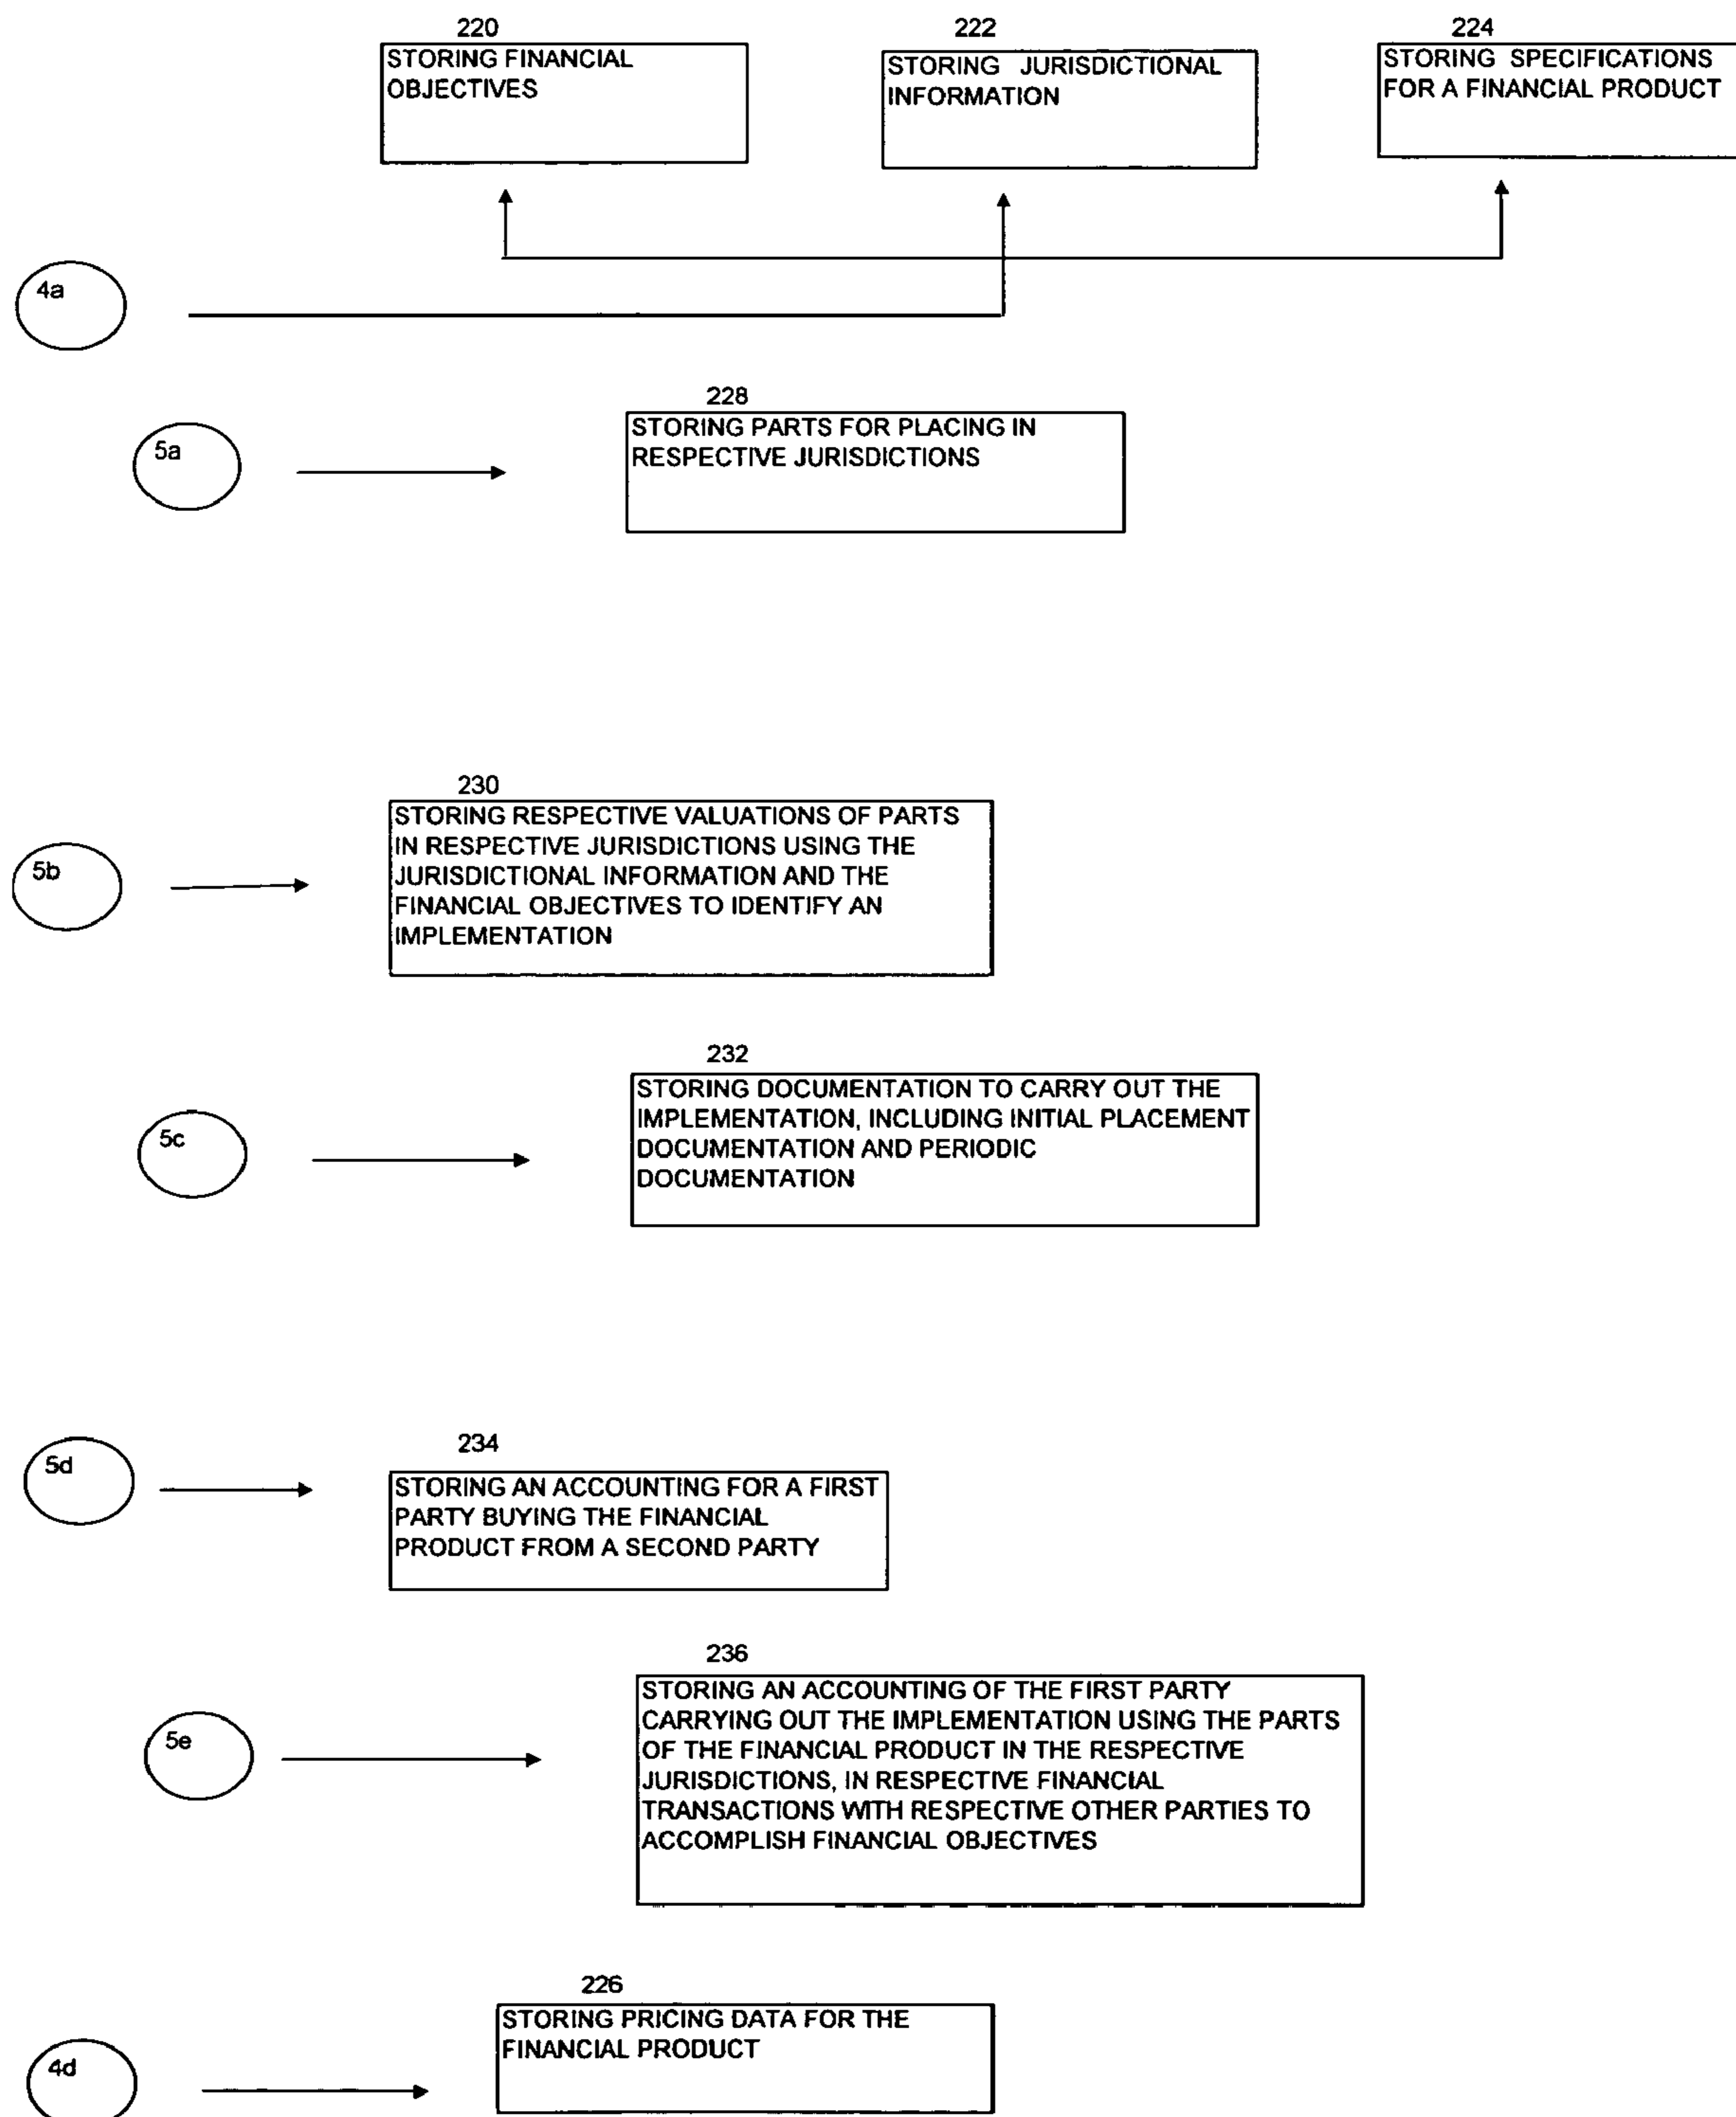 220
STORING FINANCIAL
OBJECTIVES
222
STORING JURISDICTIONAL
INFORMATION
224
STORING SPECIFICATIONS
FOR A FINANCIAL PRODUCT
4a
228
STORING PARTS FOR PLACING IN
RESPECTIVE JURISDICTIONS
5a
230
STORING RESPECTIVE VALUATIONS OF PARTS
IN RESPECTIVE JURISDICTIONS USING THE
JURISDICTIONAL INFORMATION AND THE
FINANCIAL OBJECTIVES TO IDENTIFY AN
IMPLEMENTATION
5b
232
STORING DOCUMENTATION TO CARRY OUT THE
IMPLEMENTATION, INCLUDING INITIAL PLACEMENT
DOCUMENTATION AND PERIODIC
DOCUMENTATION
5c
234
STORING AN ACCOUNTING FOR A FIRST
PARTY BUYING THE FINANCIAL
PRODUCT FROM A SECOND PARTY
5d
236
STORING AN ACCOUNTING OF THE FIRST PARTY
CARRYING OUT THE IMPLEMENTATION USING THE PARTS
OF THE FINANCIAL PRODUCT IN THE RESPECTIVE
JURISDICTIONS, IN RESPECTIVE FINANCIAL
TRANSACTIONS WITH RESPECTIVE OTHER PARTIES TO
ACCOMPLISH FINANCIAL OBJECTIVES
5e
226
STORING PRICING DATA FOR THE
FINANCIAL PRODUCT
4d